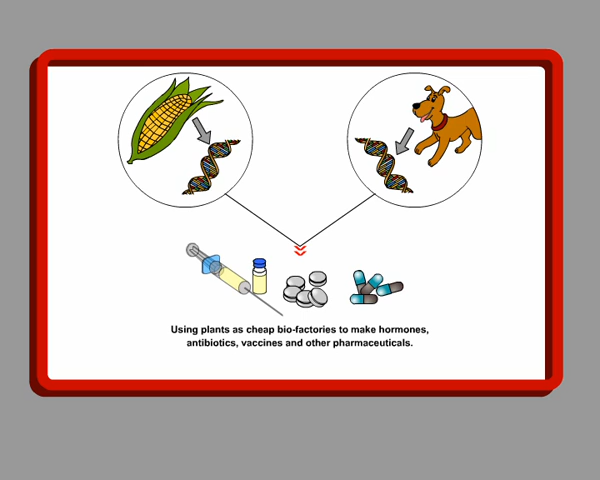 Using plants as cheap bio-factories to make hormones,
antibiotics, vaccines and other pharmaceuticals.